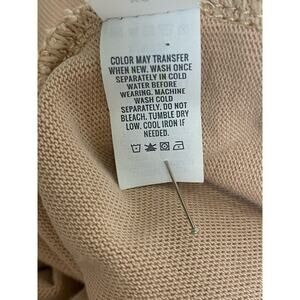 COLOR MAY TRANSFER
WHEN NEW. WASH ONCE
SEPARATELY IN COLD
WATER BEFORE
WEARING. MACHINE
WASH COLD
SEPARATELY. DO NOT
BLEACH. TUMBLE DRY
LOW. COOL IRON IF
NEEDED.